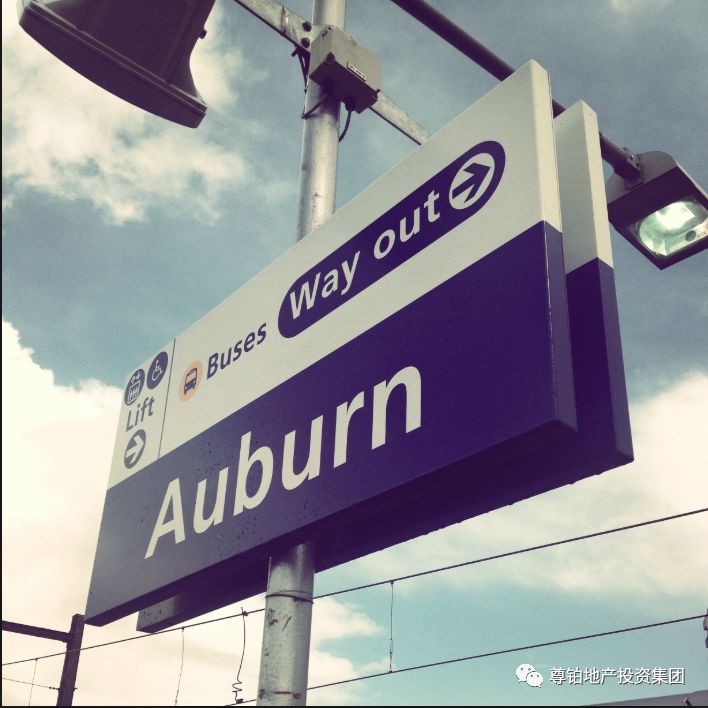 Way out
Buses
Lift
Auburn
尊铂地产投资集团